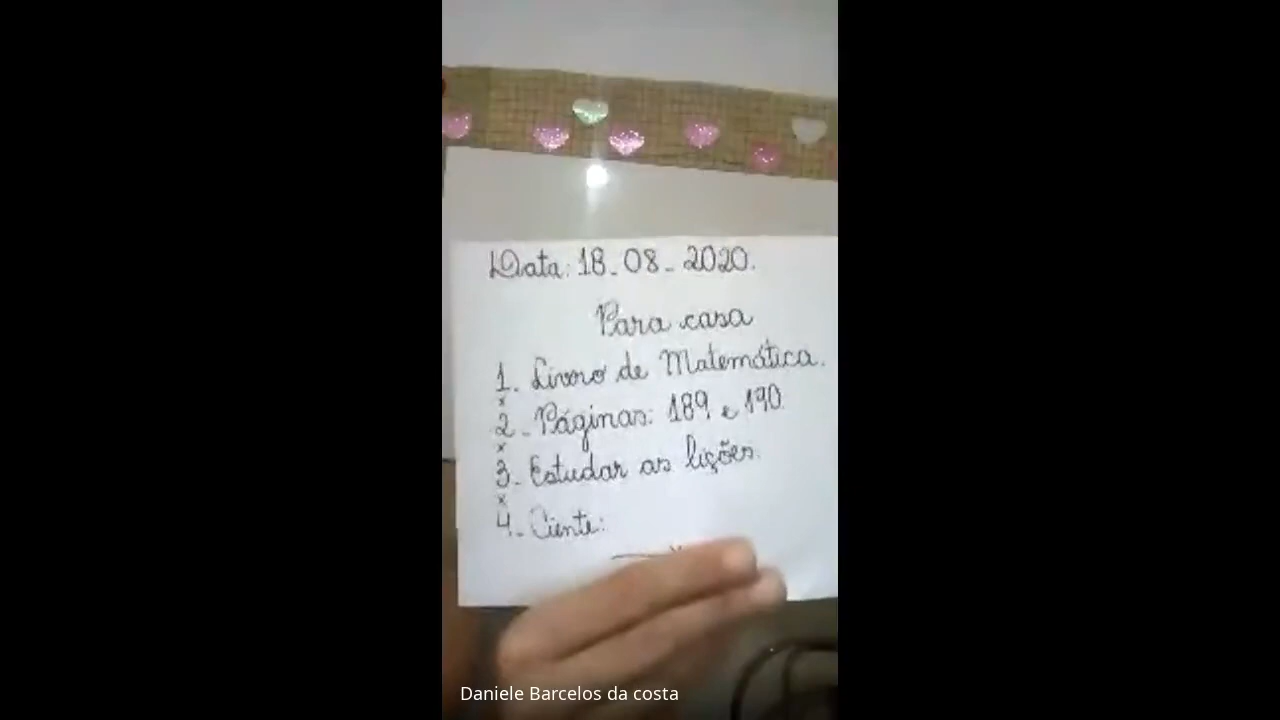 Data: 18-08-2020.
Para casa
1. Livro de Matemática.
x
2. Páginas: 189 e 190.
x
3. Estudar as lições.
x
4. Ciente:
Daniele Barcelos da costa